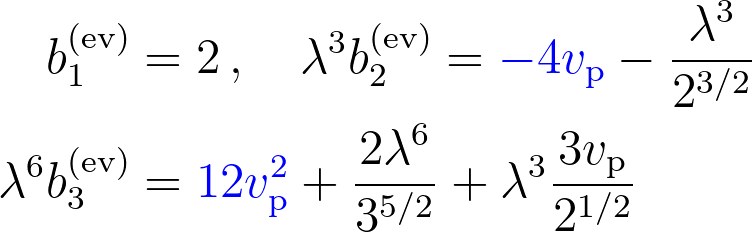 b_1^{(ev)} = 2 ,   λ^3 b_2^{(ev)} = −4v_p − λ^3/2^{3/2}
λ^6 b_3^{(ev)} = 12v_p^2 + 2λ^6/3^{5/2} + λ^3 3v_p/2^{1/2}